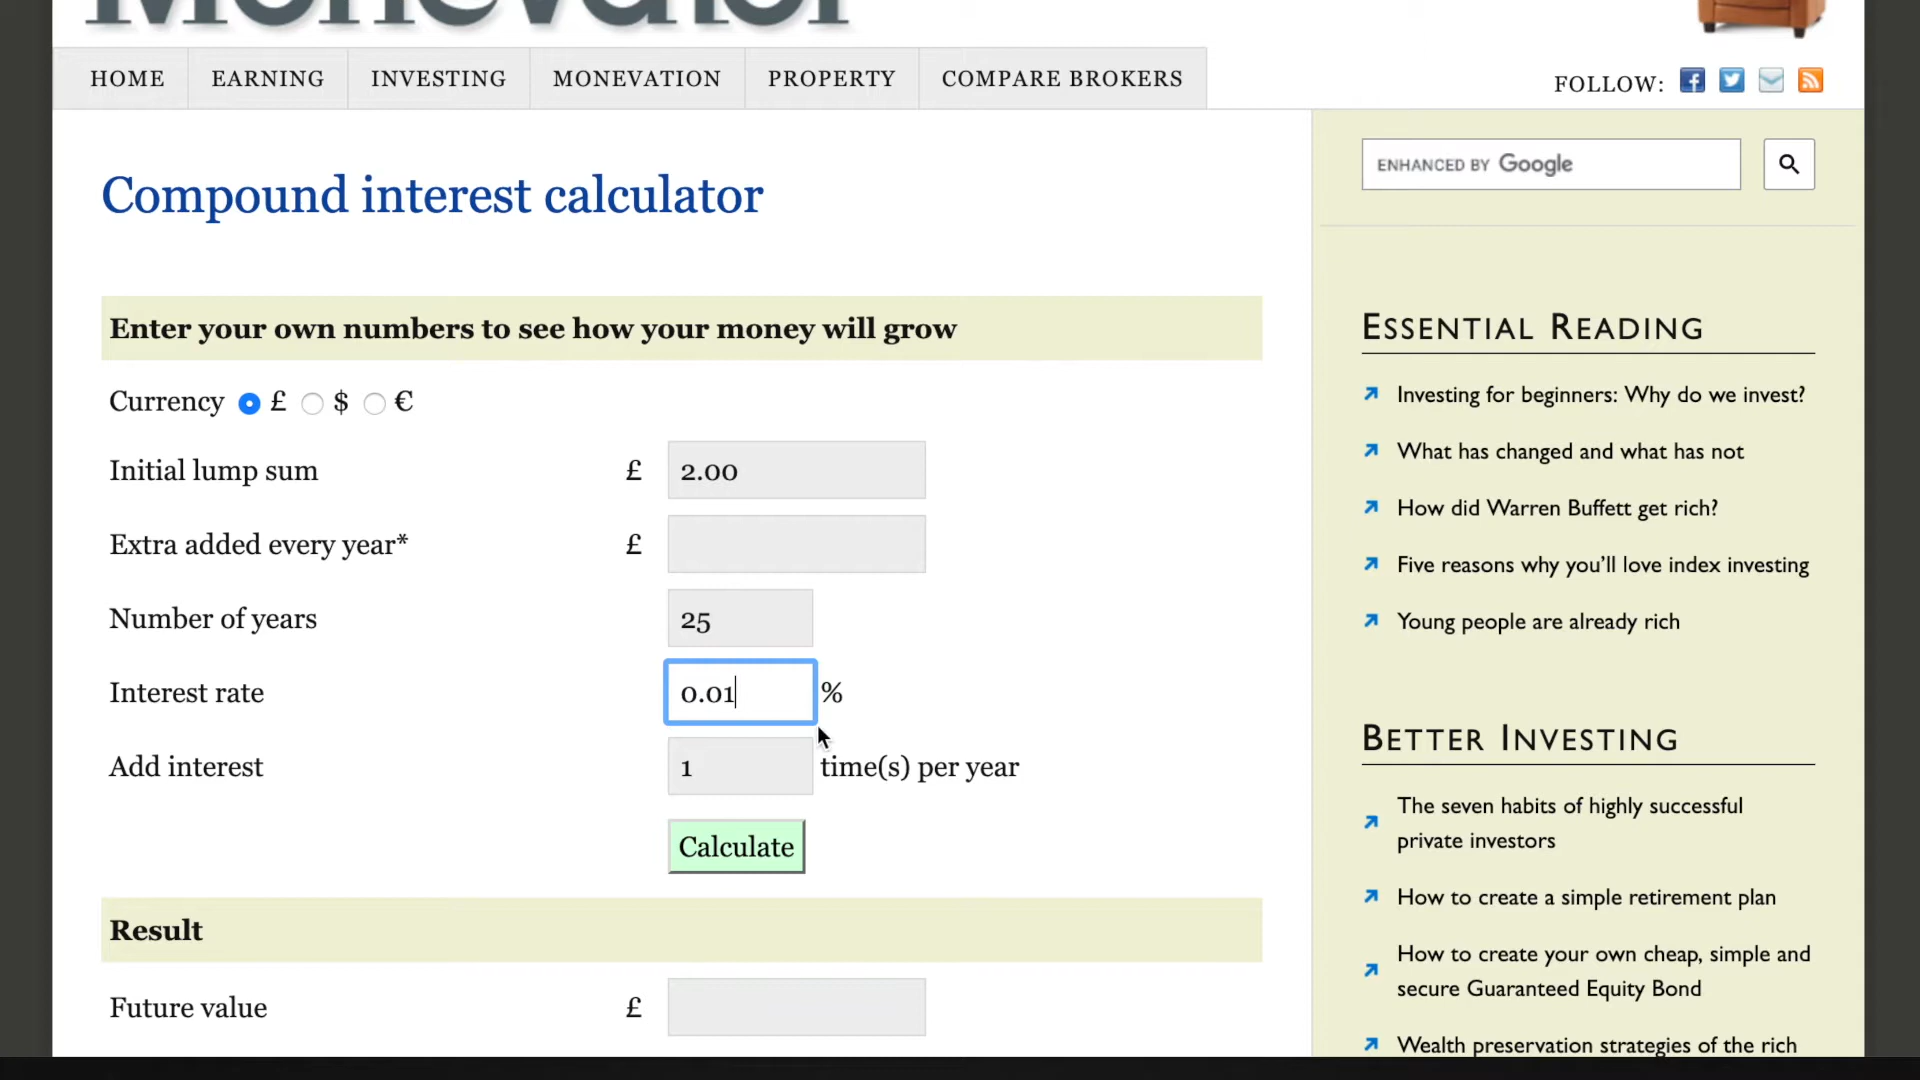 Monevator
HOME EARNING INVESTING MONEVATION PROPERTY COMPARE BROKERS
FOLLOW:
ENHANCED BY Google
Compound interest calculator
Enter your own numbers to see how your money will grow
Currency £ $ €
Initial lump sum £ 2.00
Extra added every year* £
Number of years 25
Interest rate 0.01 %
Add interest 1 time(s) per year
Calculate
Result
Future value £
ESSENTIAL READING
Investing for beginners: Why do we invest?
What has changed and what has not
How did Warren Buffett get rich?
Five reasons why you’ll love index investing
Young people are already rich
BETTER INVESTING
The seven habits of highly successful
private investors
How to create a simple retirement plan
How to create your own cheap, simple and
secure Guaranteed Equity Bond
Wealth preservation strategies of the rich